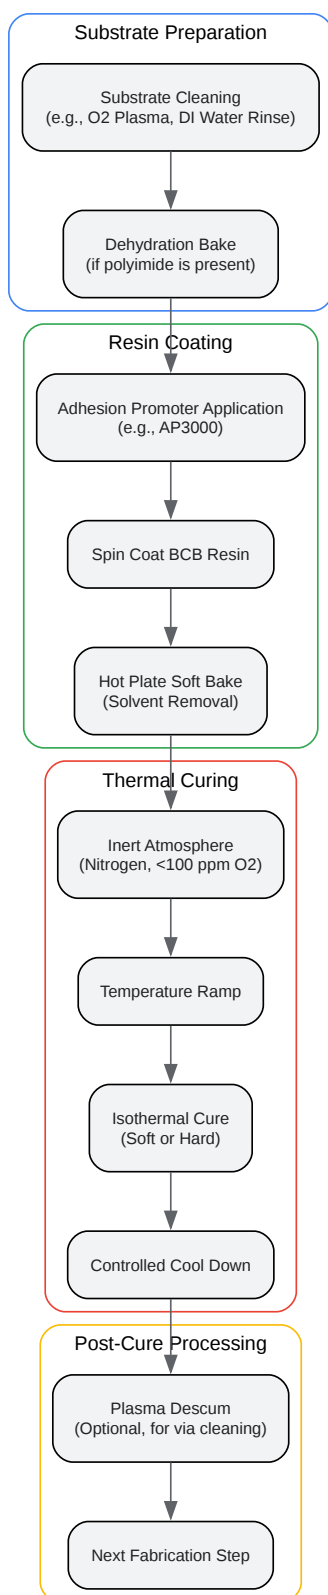 Substrate Preparation
Substrate Cleaning
(e.g., O2 Plasma, DI Water Rinse)
Dehydration Bake
(if polyimide is present)
Resin Coating
Adhesion Promoter Application
(e.g., AP3000)
Spin Coat BCB Resin
Hot Plate Soft Bake
(Solvent Removal)
Thermal Curing
Inert Atmosphere
(Nitrogen, <100 ppm O2)
Temperature Ramp
Isothermal Cure
(Soft or Hard)
Controlled Cool Down
Post-Cure Processing
Plasma Descum
(Optional, for via cleaning)
Next Fabrication Step